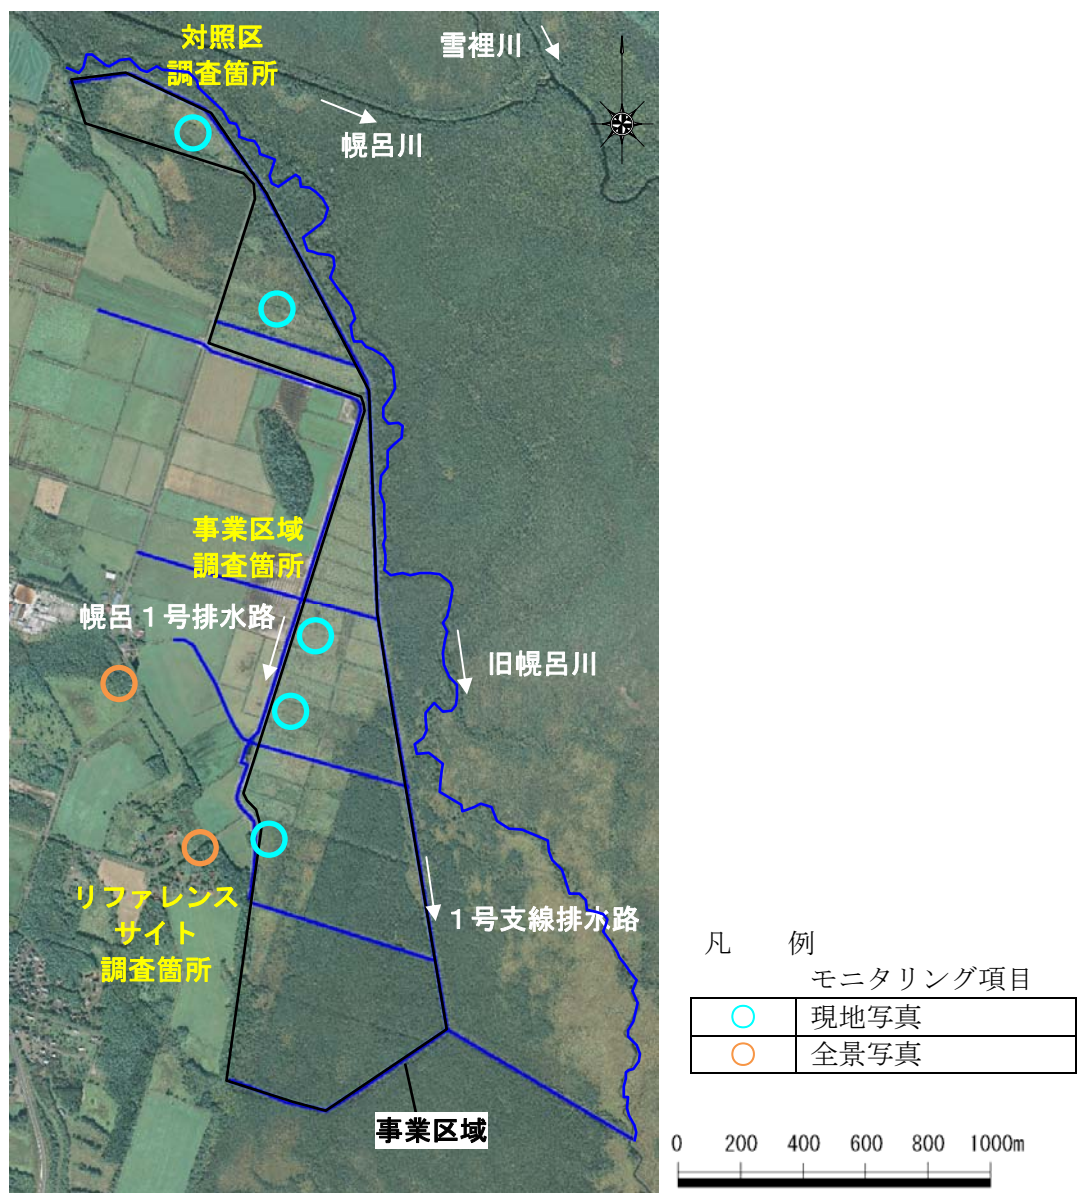 対照区
調査箇所
雪裡川
幌呂川
事業区域
調査箇所
幌呂１号排水路
旧幌呂川
リファレンス
サイト
調査箇所
１号支線排水路
事業区域
凡　例
モニタリング項目
現地写真
全景写真
0 200 400 600 800 1000m